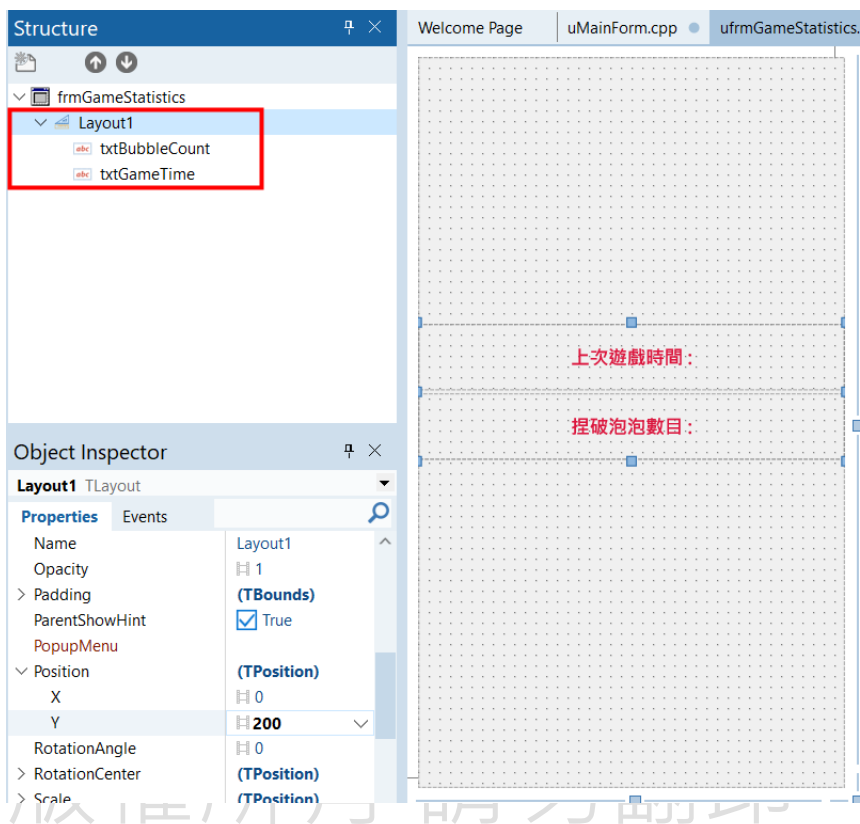 Structure
Welcome Page
uMainForm.cpp
ufrmGameStatistics.
frmGameStatistics
Layout1
abc txtBubbleCount
abc txtGameTime
上次遊戲時間：
捏破泡泡數目：
Object Inspector
Layout1 TLayout
Properties
Events
Name
Layout1
Opacity
1
Padding
(TBounds)
ParentShowHint
True
PopupMenu
Position
(TPosition)
X
0
Y
200
RotationAngle
0
RotationCenter
(TPosition)
Scale
(TPosition)